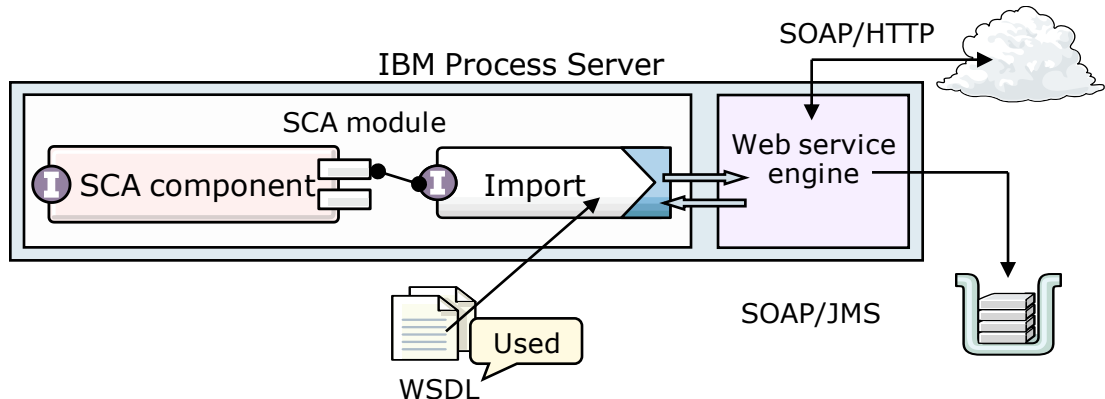 SOAP/HTTP
IBM Process Server
SCA module
I
SCA component
I
Import
Web service
engine
Used
WSDL
SOAP/JMS